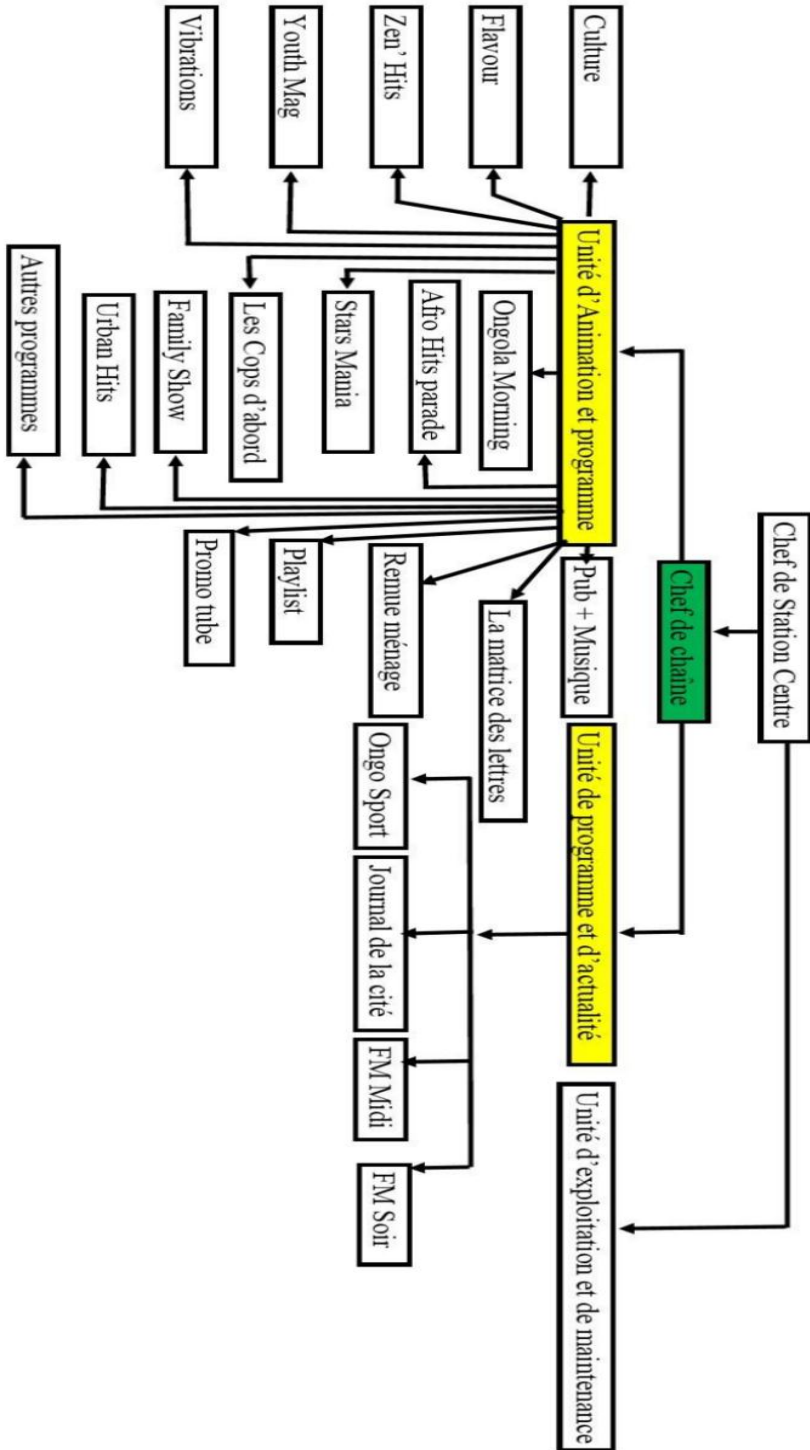 Chef de Station Centre
Chef de chaîne
Unité d'Animation et programme
Pub + Musique
Unité de programme et d'actualité
Unité d'exploitation et de maintenance
Culture
Flavour
Zen' Hits
Youth Mag
Vibrations
Ongola Morning
Afro Hits parade
Stars Mania
Les Cops d'abord
Family Show
Urban Hits
Autres programmes
La matrice des lettres
Remue ménage
Playlist
Promo tube
Ongo Sport
Journal de la cité
FM Midi
FM Soir